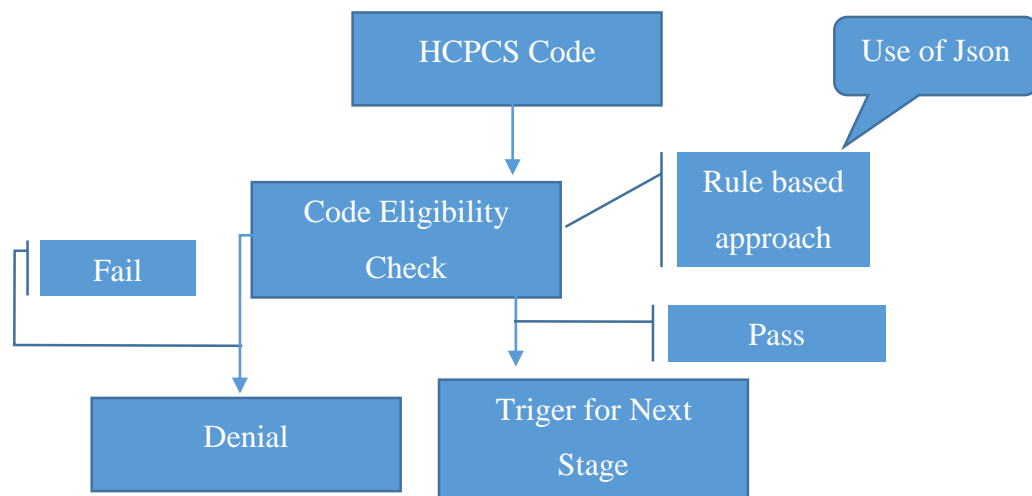 HCPCS Code
Use of Json
Rule based
approach
Code Eligibility
Check
Fail
Pass
Denial
Triger for Next
Stage